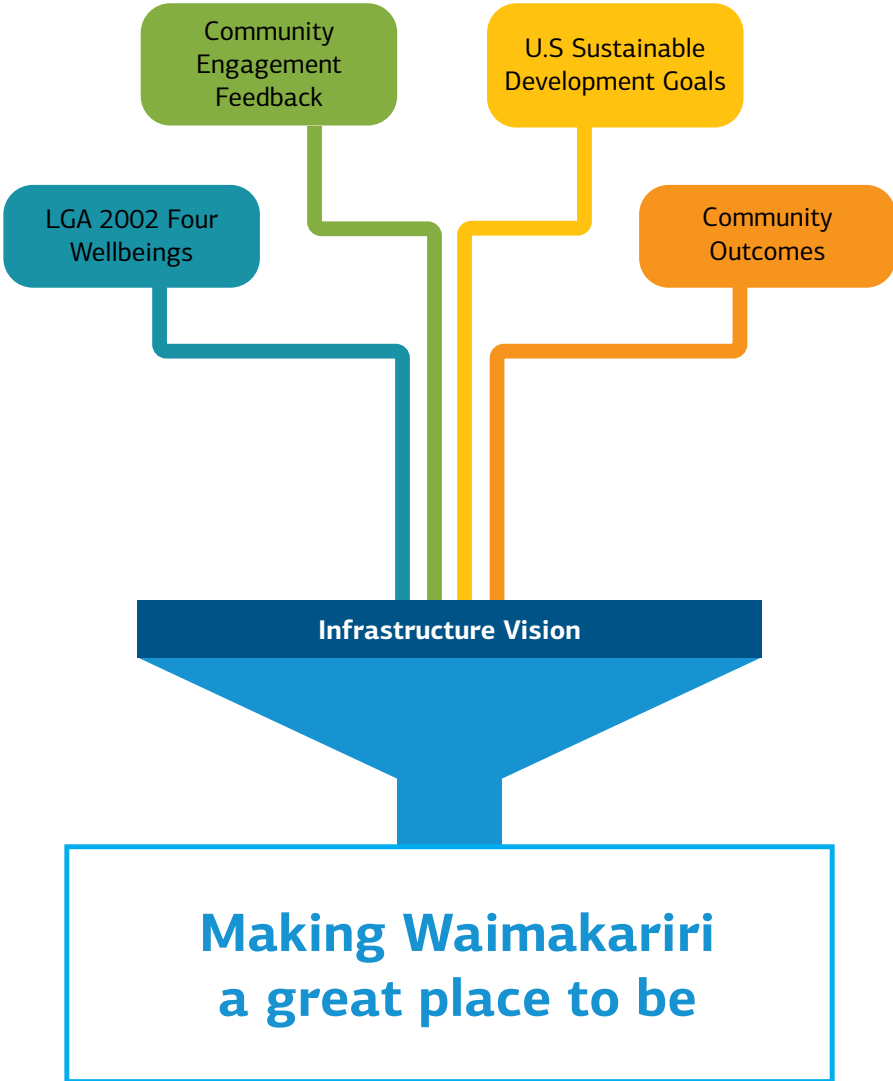 Community
Engagement
Feedback
U.S Sustainable
Development Goals
LGA 2002 Four
Wellbeings
Community
Outcomes
Infrastructure Vision
Making Waimakariri
a great place to be